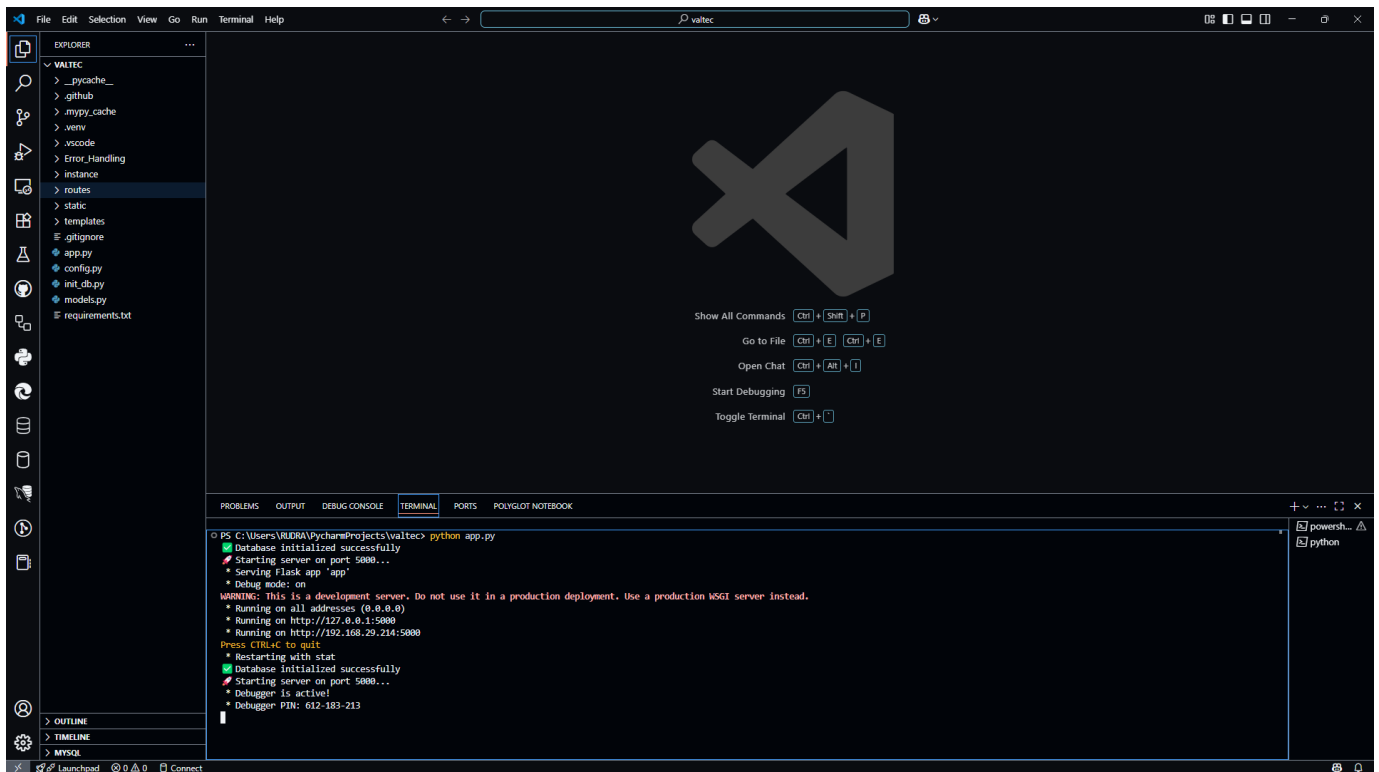 File Edit Selection View Go Run Terminal Help
valtec
EXPLORER
VALTEC
__pycache__
.github
.mypy_cache
.venv
.vscode
Error_Handling
instance
routes
static
templates
.gitignore
app.py
config.py
init_db.py
models.py
requirements.txt
OUTLINE
TIMELINE
MYSQL
Show All Commands Ctrl + Shift + P
Go to File Ctrl + E Ctrl + E
Open Chat Ctrl + Alt + I
Start Debugging F5
Toggle Terminal Ctrl + `
PROBLEMS OUTPUT DEBUG CONSOLE TERMINAL PORTS POLYGLOT NOTEBOOK
PS C:\Users\RUDRA\PycharmProjects\valtec> python app.py
✅ Database initialized successfully
🚀 Starting server on port 5000...
* Serving Flask app 'app'
* Debug mode: on
WARNING: This is a development server. Do not use it in a production deployment. Use a production WSGI server instead.
* Running on all addresses (0.0.0.0)
* Running on http://127.0.0.1:5000
* Running on http://192.168.29.214:5000
Press CTRL+C to quit
* Restarting with stat
✅ Database initialized successfully
🚀 Starting server on port 5000...
* Debugger is active!
* Debugger PIN: 612-183-213
powersh...
python
Launchpad 0 0 Connect